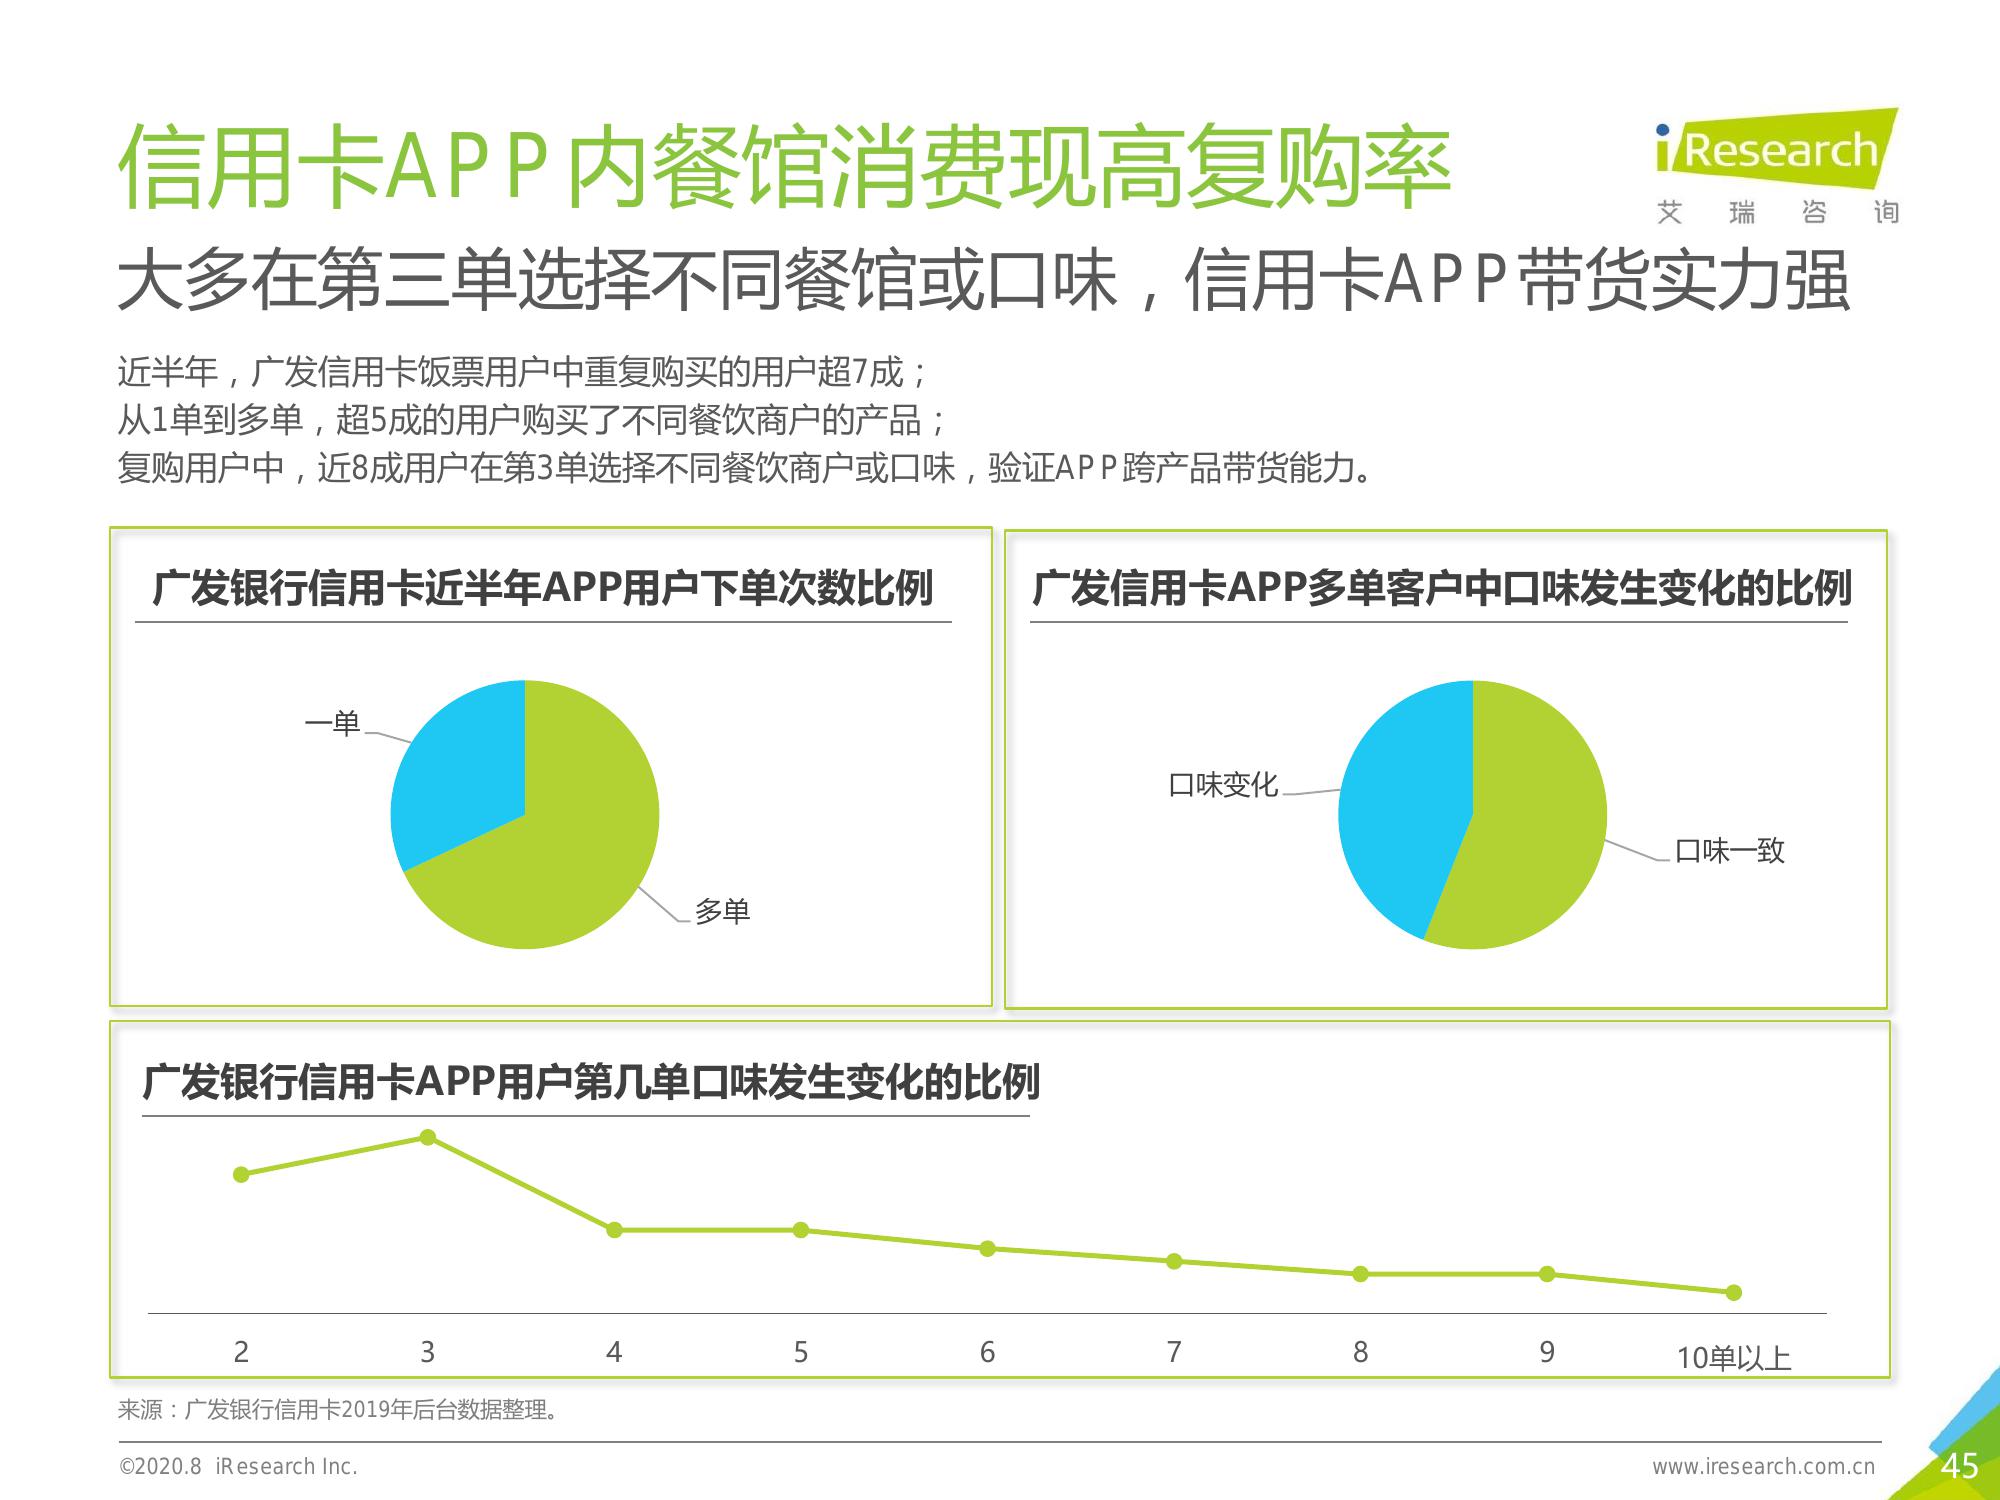 信用卡APP内餐馆消费现高复购率
iResearch
艾瑞咨询
大多在第三单选择不同餐馆或口味，信用卡APP带货实力强
近半年，广发信用卡饭票用户中重复购买的用户超7成；
从1单到多单，超5成的用户购买了不同餐饮商户的产品；
复购用户中，近8成用户在第3单选择不同餐饮商户或口味，验证APP跨产品带货能力。
广发银行信用卡近半年APP用户下单次数比例
一单
多单
广发信用卡APP多单客户中口味发生变化的比例
口味变化
口味一致
广发银行信用卡APP用户第几单口味发生变化的比例
2 3 4 5 6 7 8 9 10单以上
来源：广发银行信用卡2019年后台数据整理。
©2020.8 iResearch Inc.
www.iresearch.com.cn
45